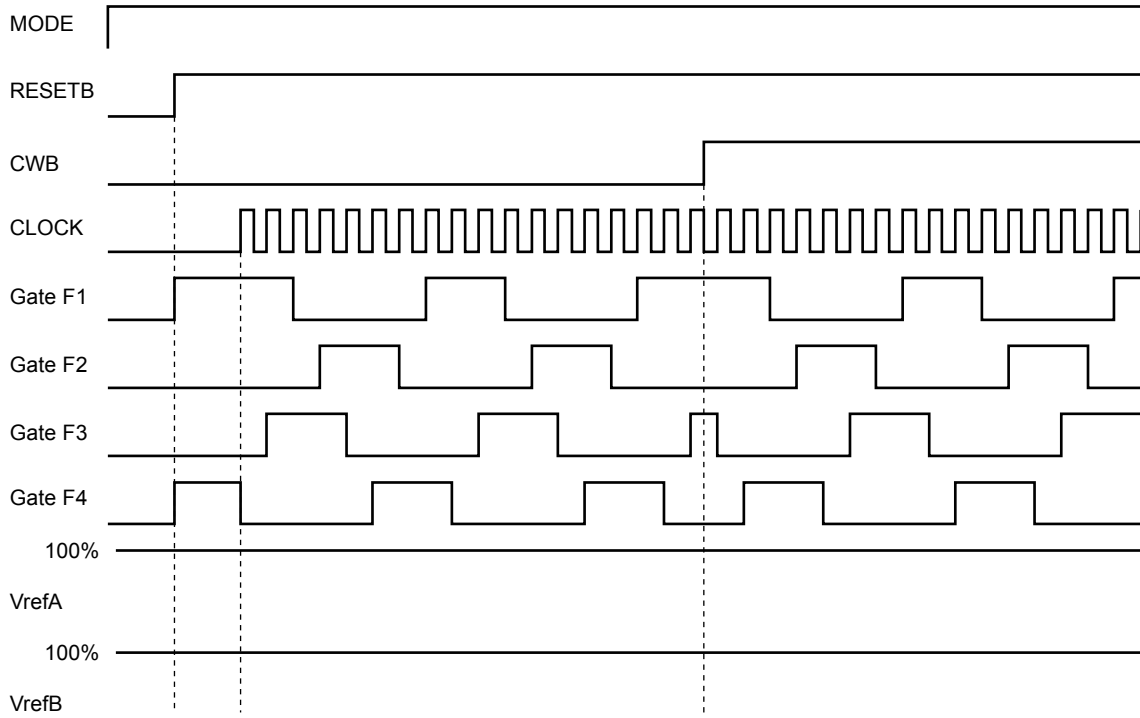 MODE
RESETB
CWB
CLOCK
Gate F1
Gate F2
Gate F3
Gate F4
100%
VrefA
100%
VrefB